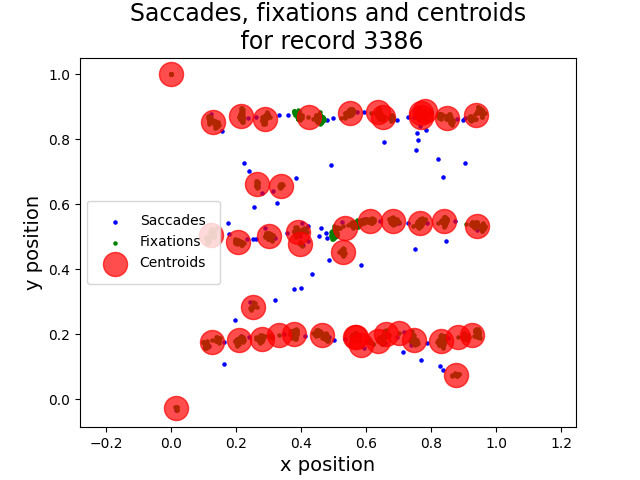 Saccades, fixations and centroids
for record 3386
y position
1.0
0.8
0.6
0.4
0.2
0.0
Saccades
Fixations
Centroids
−0.2 0.0 0.2 0.4 0.6 0.8 1.0 1.2
x position